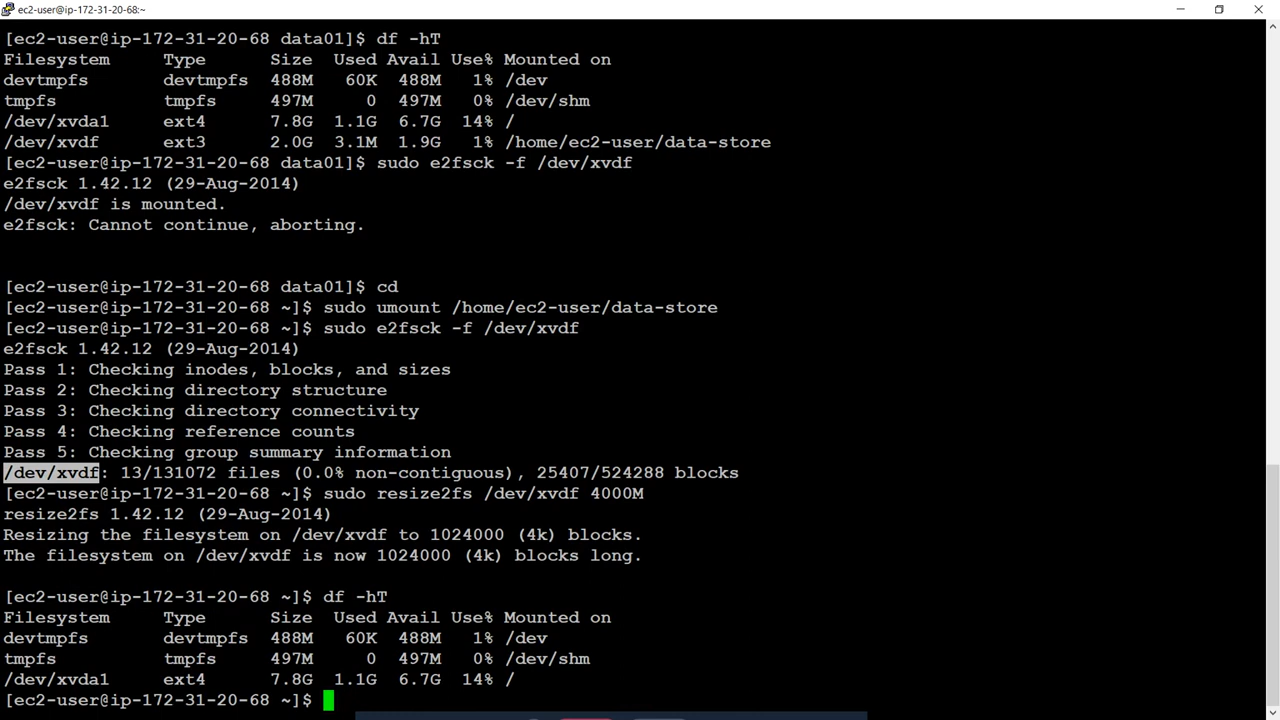 ec2-user@ip-172-31-20-68:~
[ec2-user@ip-172-31-20-68 data01]$ df -hT
Filesystem     Type      Size  Used Avail Use% Mounted on
devtmpfs       devtmpfs  488M   60K  488M   1% /dev
tmpfs          tmpfs     497M     0  497M   0% /dev/shm
/dev/xvda1     ext4      7.8G  1.1G  6.7G  14% /
/dev/xvdf      ext3      2.0G  3.1M  1.9G   1% /home/ec2-user/data-store
[ec2-user@ip-172-31-20-68 data01]$ sudo e2fsck -f /dev/xvdf
e2fsck 1.42.12 (29-Aug-2014)
/dev/xvdf is mounted.
e2fsck: Cannot continue, aborting.
[ec2-user@ip-172-31-20-68 data01]$ cd
[ec2-user@ip-172-31-20-68 ~]$ sudo umount /home/ec2-user/data-store
[ec2-user@ip-172-31-20-68 ~]$ sudo e2fsck -f /dev/xvdf
e2fsck 1.42.12 (29-Aug-2014)
Pass 1: Checking inodes, blocks, and sizes
Pass 2: Checking directory structure
Pass 3: Checking directory connectivity
Pass 4: Checking reference counts
Pass 5: Checking group summary information
/dev/xvdf: 13/131072 files (0.0% non-contiguous), 25407/524288 blocks
[ec2-user@ip-172-31-20-68 ~]$ sudo resize2fs /dev/xvdf 4000M
resize2fs 1.42.12 (29-Aug-2014)
Resizing the filesystem on /dev/xvdf to 1024000 (4k) blocks.
The filesystem on /dev/xvdf is now 1024000 (4k) blocks long.
[ec2-user@ip-172-31-20-68 ~]$ df -hT
Filesystem     Type      Size  Used Avail Use% Mounted on
devtmpfs       devtmpfs  488M   60K  488M   1% /dev
tmpfs          tmpfs     497M     0  497M   0% /dev/shm
/dev/xvda1     ext4      7.8G  1.1G  6.7G  14% /
[ec2-user@ip-172-31-20-68 ~]$